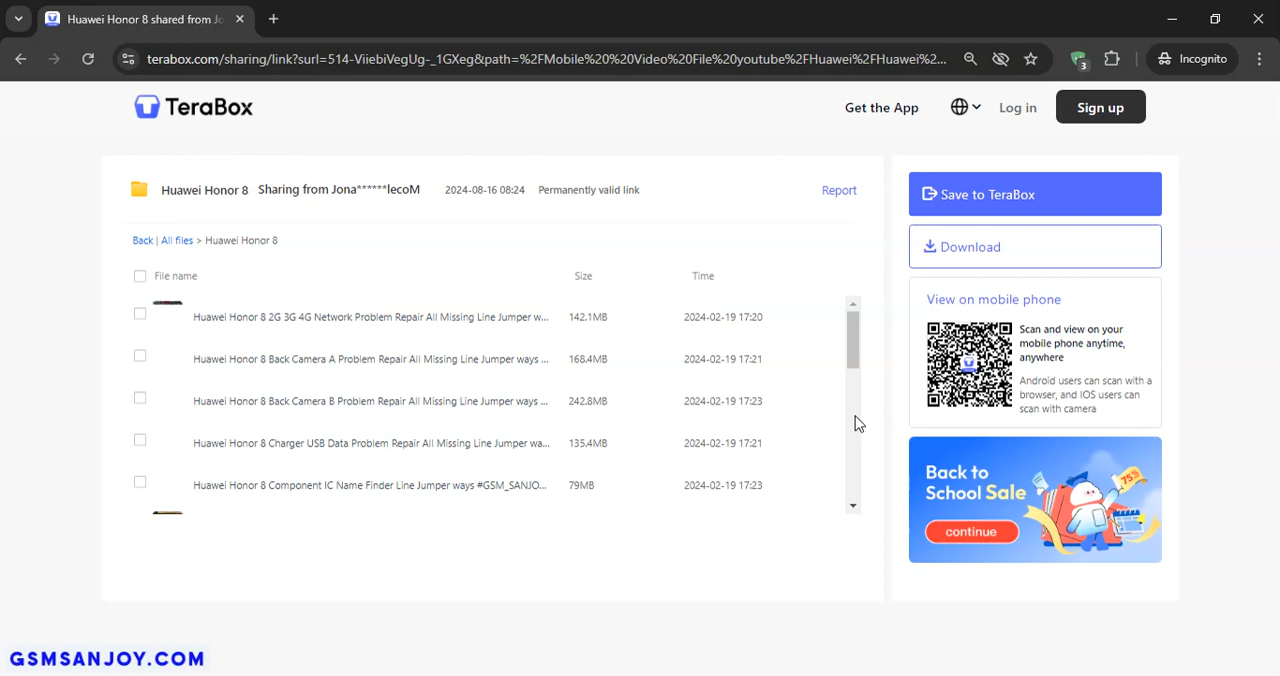 Huawei Honor 8 shared from Jo
terabox.com/sharing/link?surl=514-ViiebiVegUg-_1GXeg&path=%2FMobile%20%20Video%20File%20youtube%2FHuawei%2FHuawei%2...
3
Incognito
TeraBox
Get the App
Log in
Sign up
Huawei Honor 8 Sharing from Jona******lecoM 2024-08-16 08:24 Permanently valid link Report
Back | All files > Huawei Honor 8
File name Size Time
Huawei Honor 8 2G 3G 4G Network Problem Repair All Missing Line Jumper w... 142.1MB 2024-02-19 17:20
Huawei Honor 8 Back Camera A Problem Repair All Missing Line Jumper ways ... 168.4MB 2024-02-19 17:21
Huawei Honor 8 Back Camera B Problem Repair All Missing Line Jumper ways ... 242.8MB 2024-02-19 17:23
Huawei Honor 8 Charger USB Data Problem Repair All Missing Line Jumper wa... 135.4MB 2024-02-19 17:21
Huawei Honor 8 Component IC Name Finder Line Jumper ways #GSM_SANJO... 79MB 2024-02-19 17:23
Save to TeraBox
Download
View on mobile phone
Scan and view on your
mobile phone anytime,
anywhere
Android users can scan with a
browser, and IOS users can
scan with camera
Back to
School Sale
continue
GSMSANJOY.COM